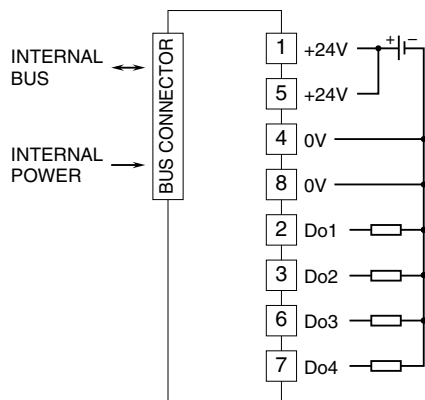 INTERNAL
BUS
INTERNAL
POWER
BUS CONNECTOR
1 +24V + −
5 +24V
4 0V
8 0V
2 Do1
3 Do2
6 Do3
7 Do4